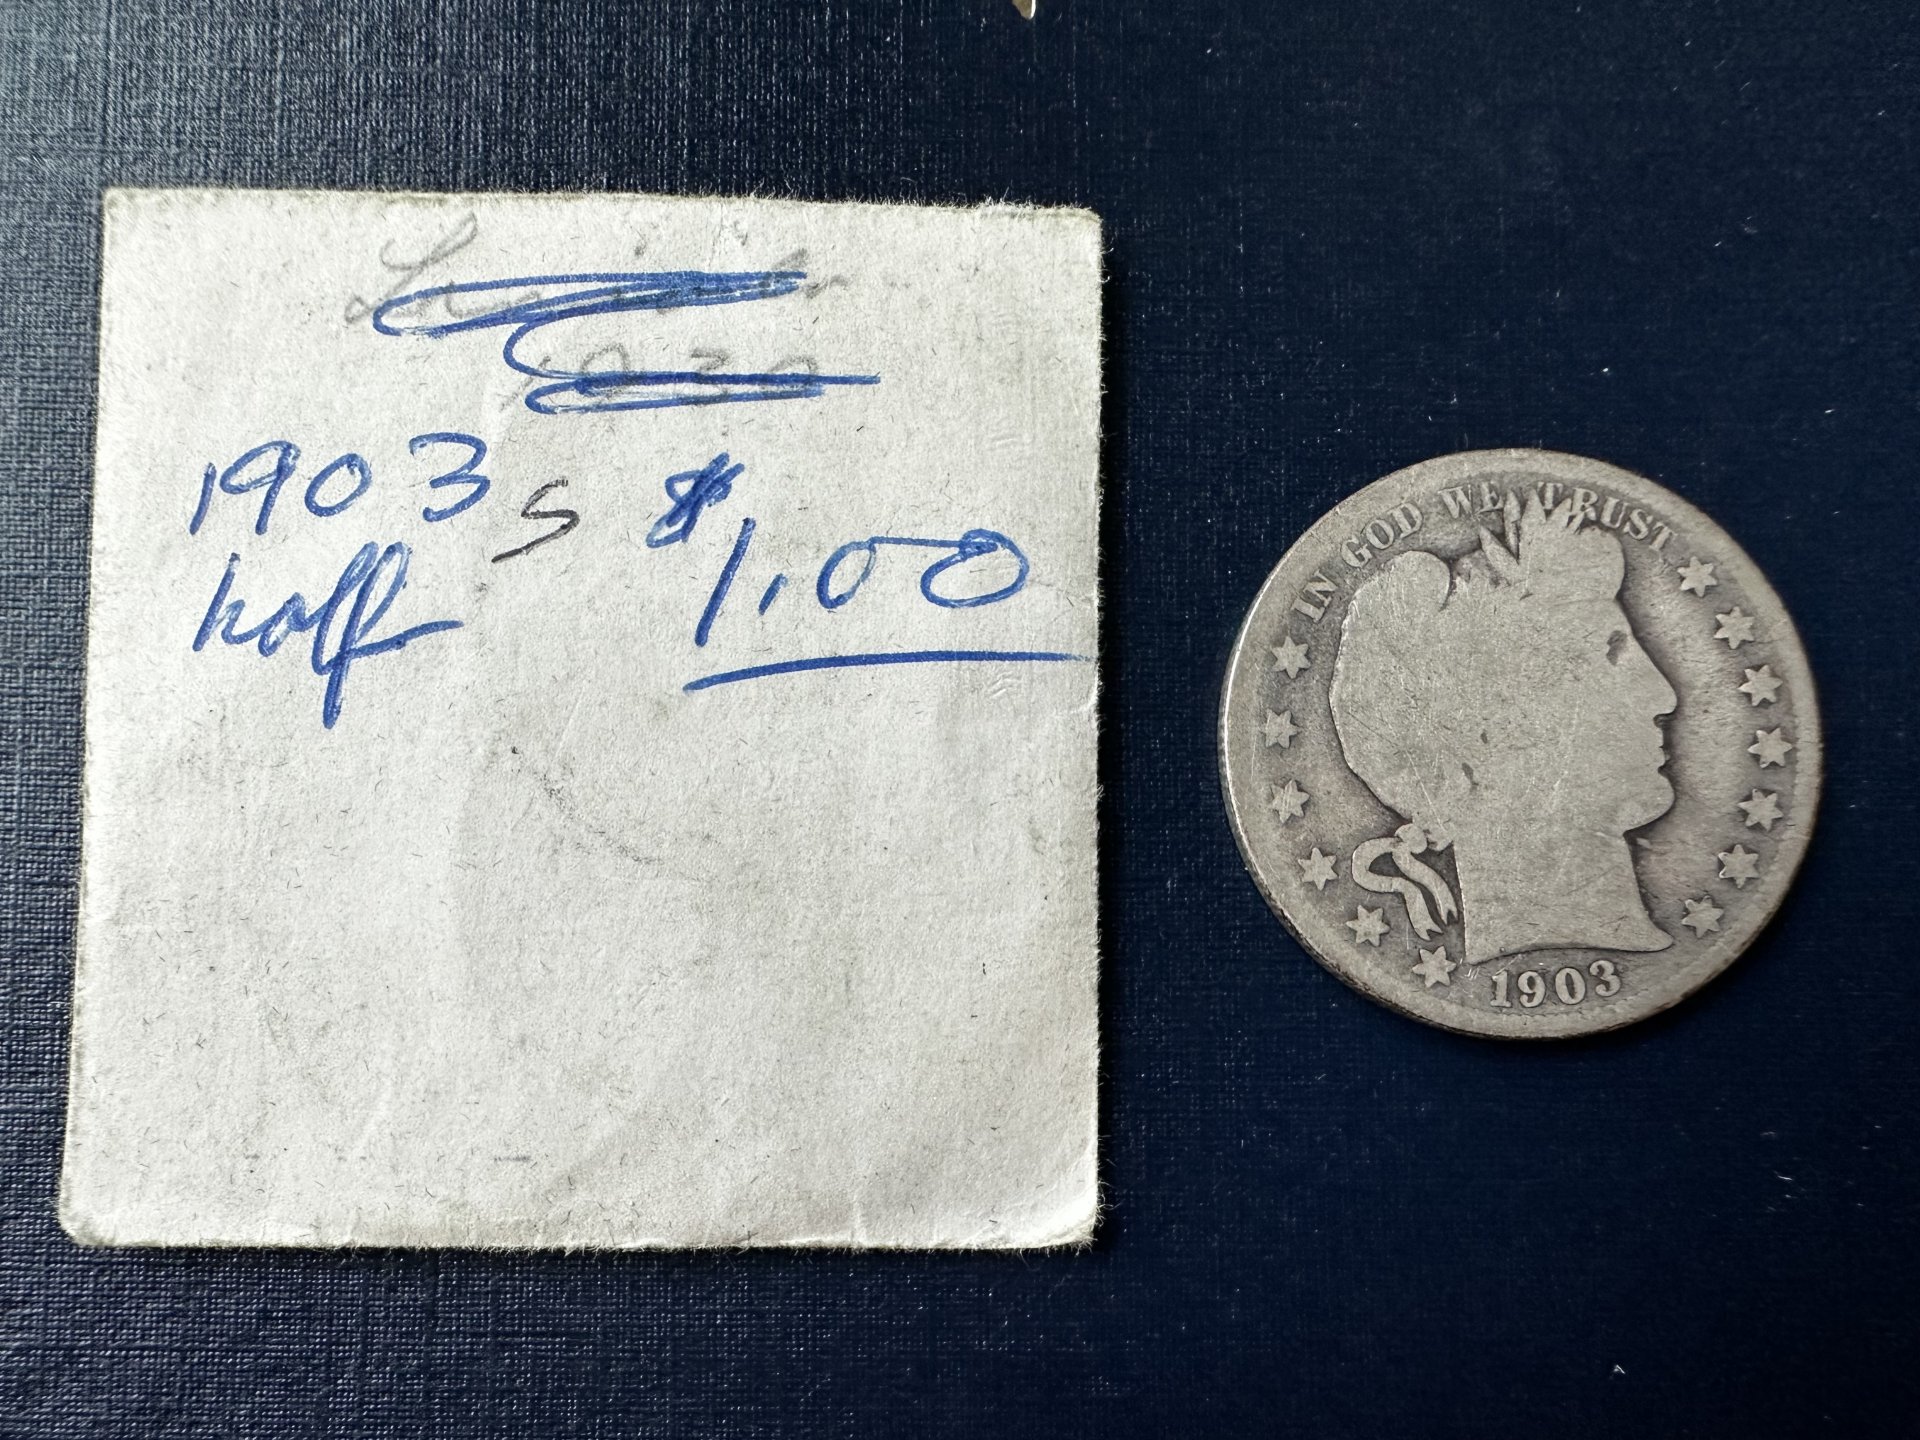 1903 S $1.00
half
IN GOD WE TRUST
1903